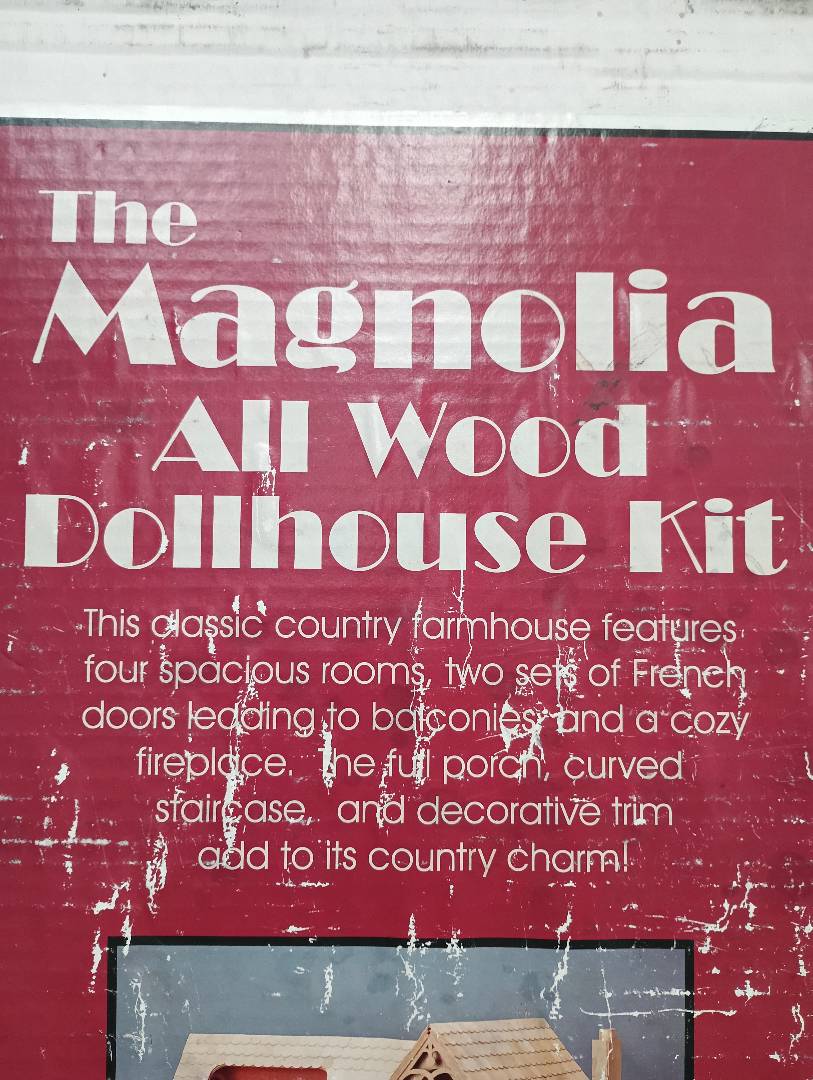 The
Magnolia
All Wood
Dollhouse Kit
This classic country farmhouse features
four spacious rooms, two sets of French
doors leading to balconies, and a cozy
fireplace. The full porch, curved
staircase, and decorative trim
add to its country charm!